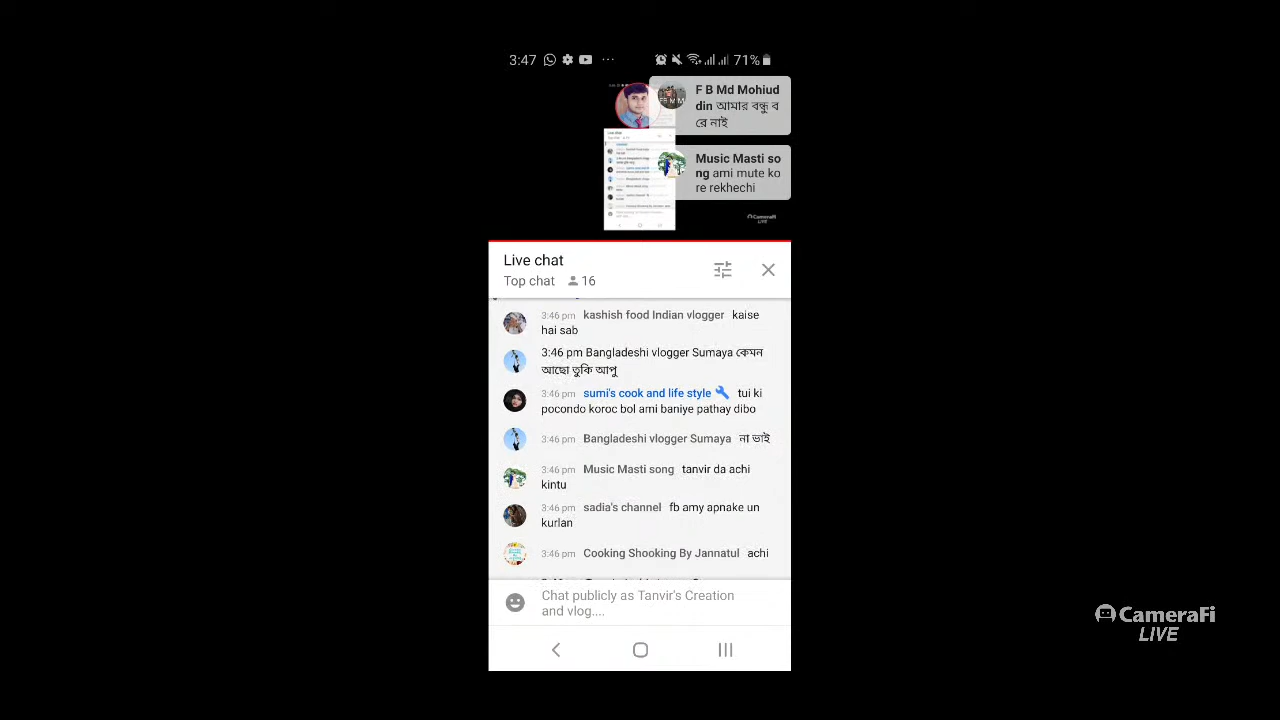 3:47 ... 71%
F B Md Mohiud
din আমার বন্ধু ব
রে নাই
Music Masti so
ng ami mute ko
re rekhechi
CameraFi
LIVE
Live chat
Top chat 16
3:46 pm kashish food Indian vlogger kaise
hai sab
3:46 pm Bangladeshi vlogger Sumaya কেমন
আছো তুকি আপু
3:46 pm sumi's cook and life style tui ki
pocondo koroc bol ami baniye pathay dibo
3:46 pm Bangladeshi vlogger Sumaya না ভাই
3:46 pm Music Masti song tanvir da achi
kintu
3:46 pm sadia's channel fb amy apnake un
kurlan
3:46 pm Cooking Shooking By Jannatul achi
Chat publicly as Tanvir's Creation
and vlog....
CameraFi
LIVE